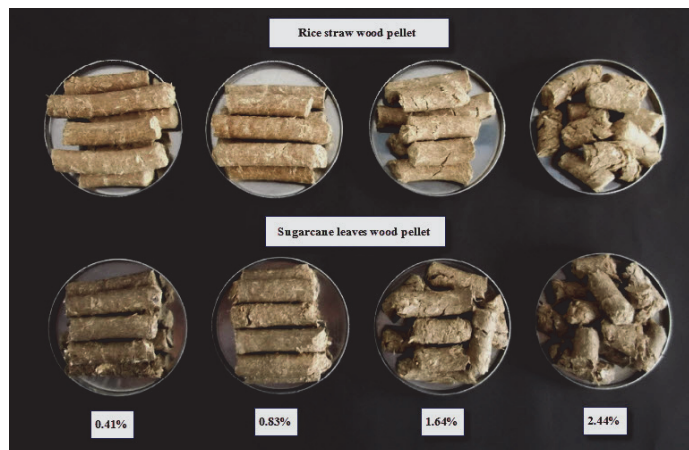 Rice straw wood pellet
Sugarcane leaves wood pellet
0.41%
0.83%
1.64%
2.44%